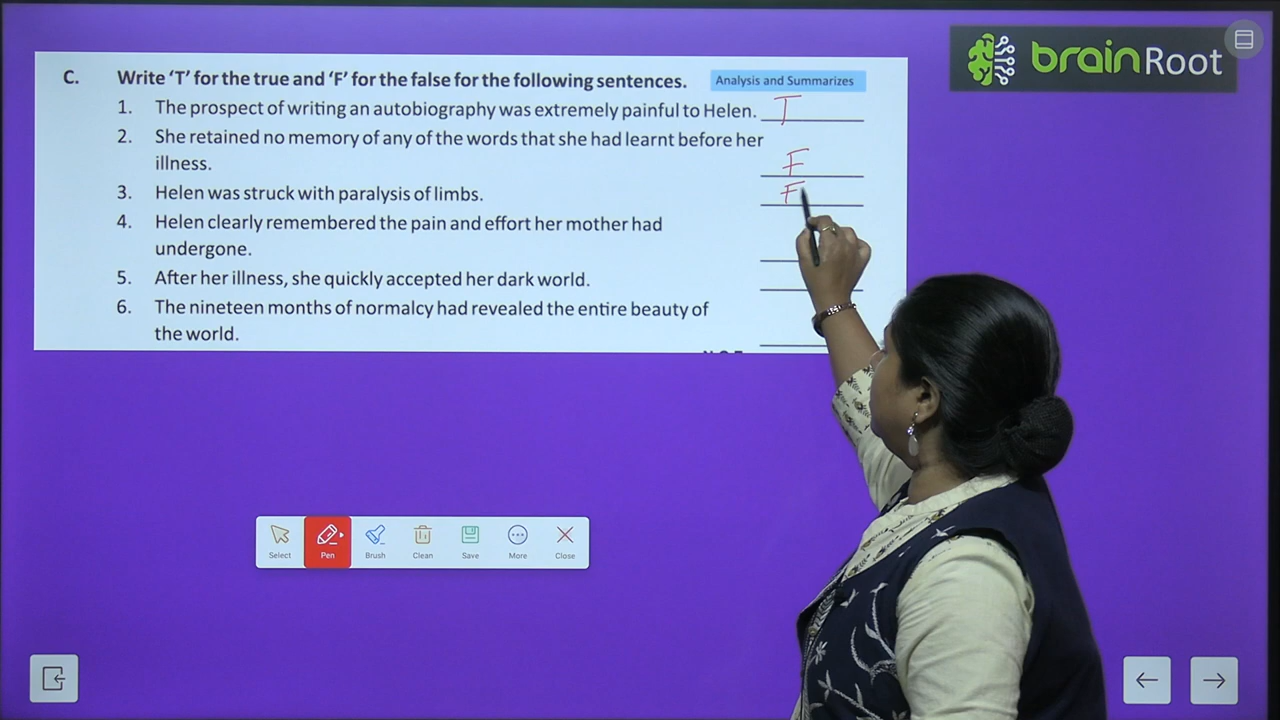 brainRoot
C. Write ‘T’ for the true and ‘F’ for the false for the following sentences. Analysis and Summarizes
1. The prospect of writing an autobiography was extremely painful to Helen. T
2. She retained no memory of any of the words that she had learnt before her
illness. F
3. Helen was struck with paralysis of limbs. F
4. Helen clearly remembered the pain and effort her mother had
undergone.
5. After her illness, she quickly accepted her dark world.
6. The nineteen months of normalcy had revealed the entire beauty of
the world.
Select Pen Brush Clean Save More Close